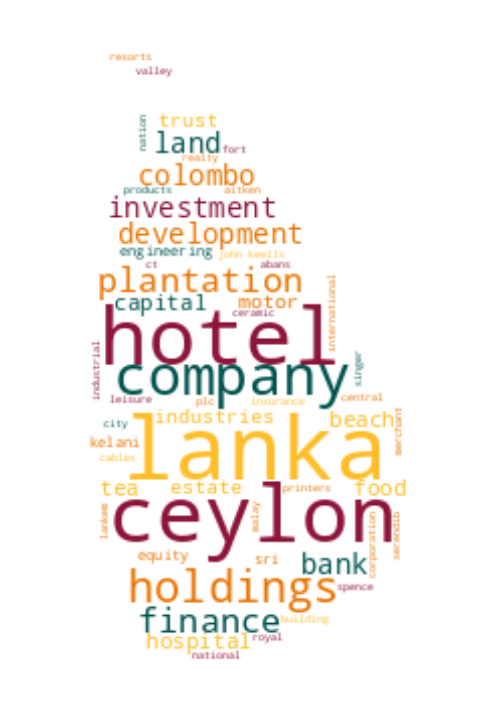 resorts
valley
nation
trust
land
fort
realty
colombo
products
aitken
investment
development
engineering
john keells
ct
abans
plantation
international
capital
motor
ceramic
hotel
industrial
company
singer
leisure
plc
insurance
central
industries
beach
merchant
city
kelani
lanka
cables
tea
estate
printers
food
ceylon
lankem
malay
corporation
serendib
equity
sri
bank
holdings
spence
finance
building
hospital
royal
national